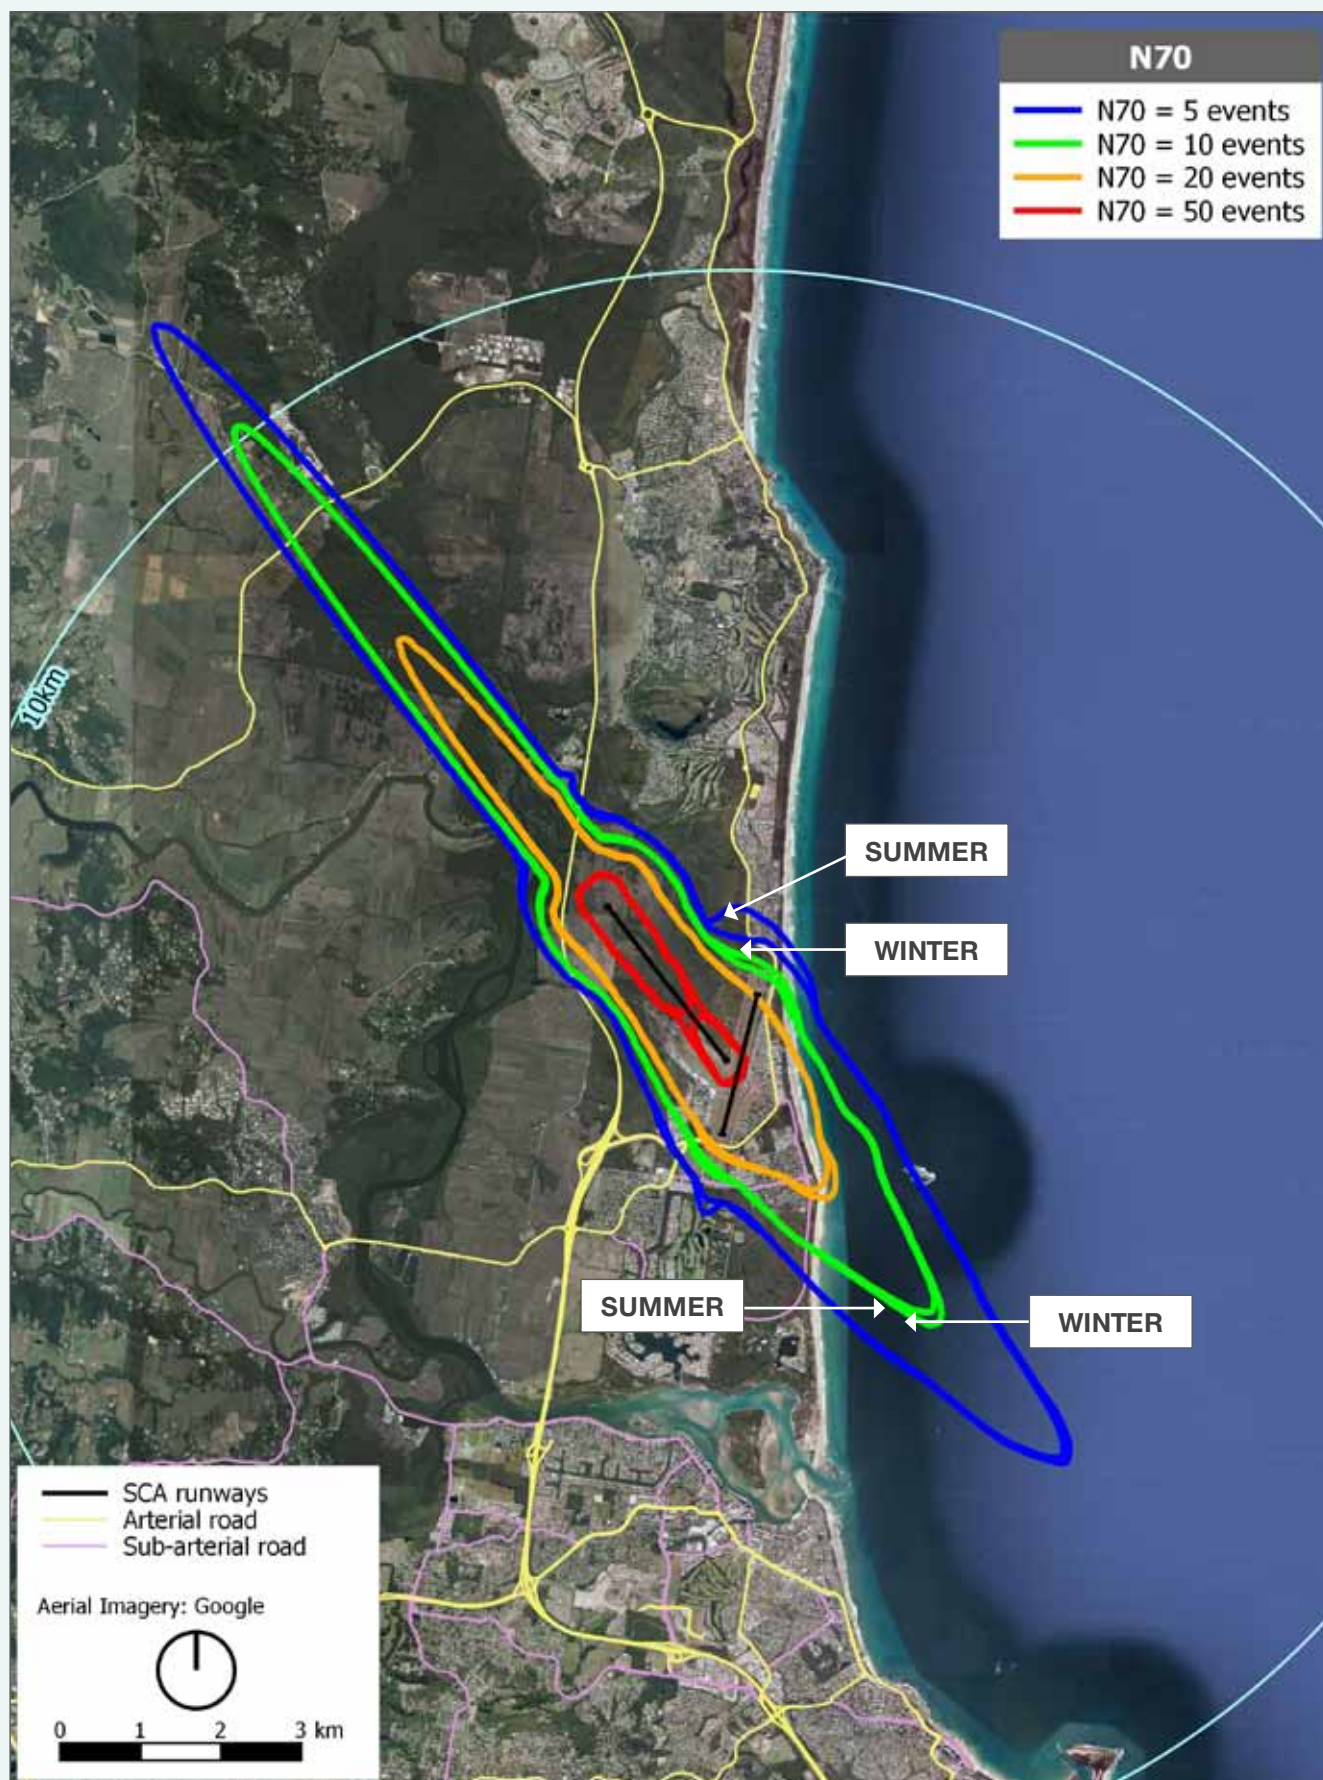 N70
N70 = 5 events
N70 = 10 events
N70 = 20 events
N70 = 50 events
10km
SUMMER
WINTER
SUMMER
WINTER
SCA runways
Arterial road
Sub-arterial road
Aerial Imagery: Google
0 1 2 3 km